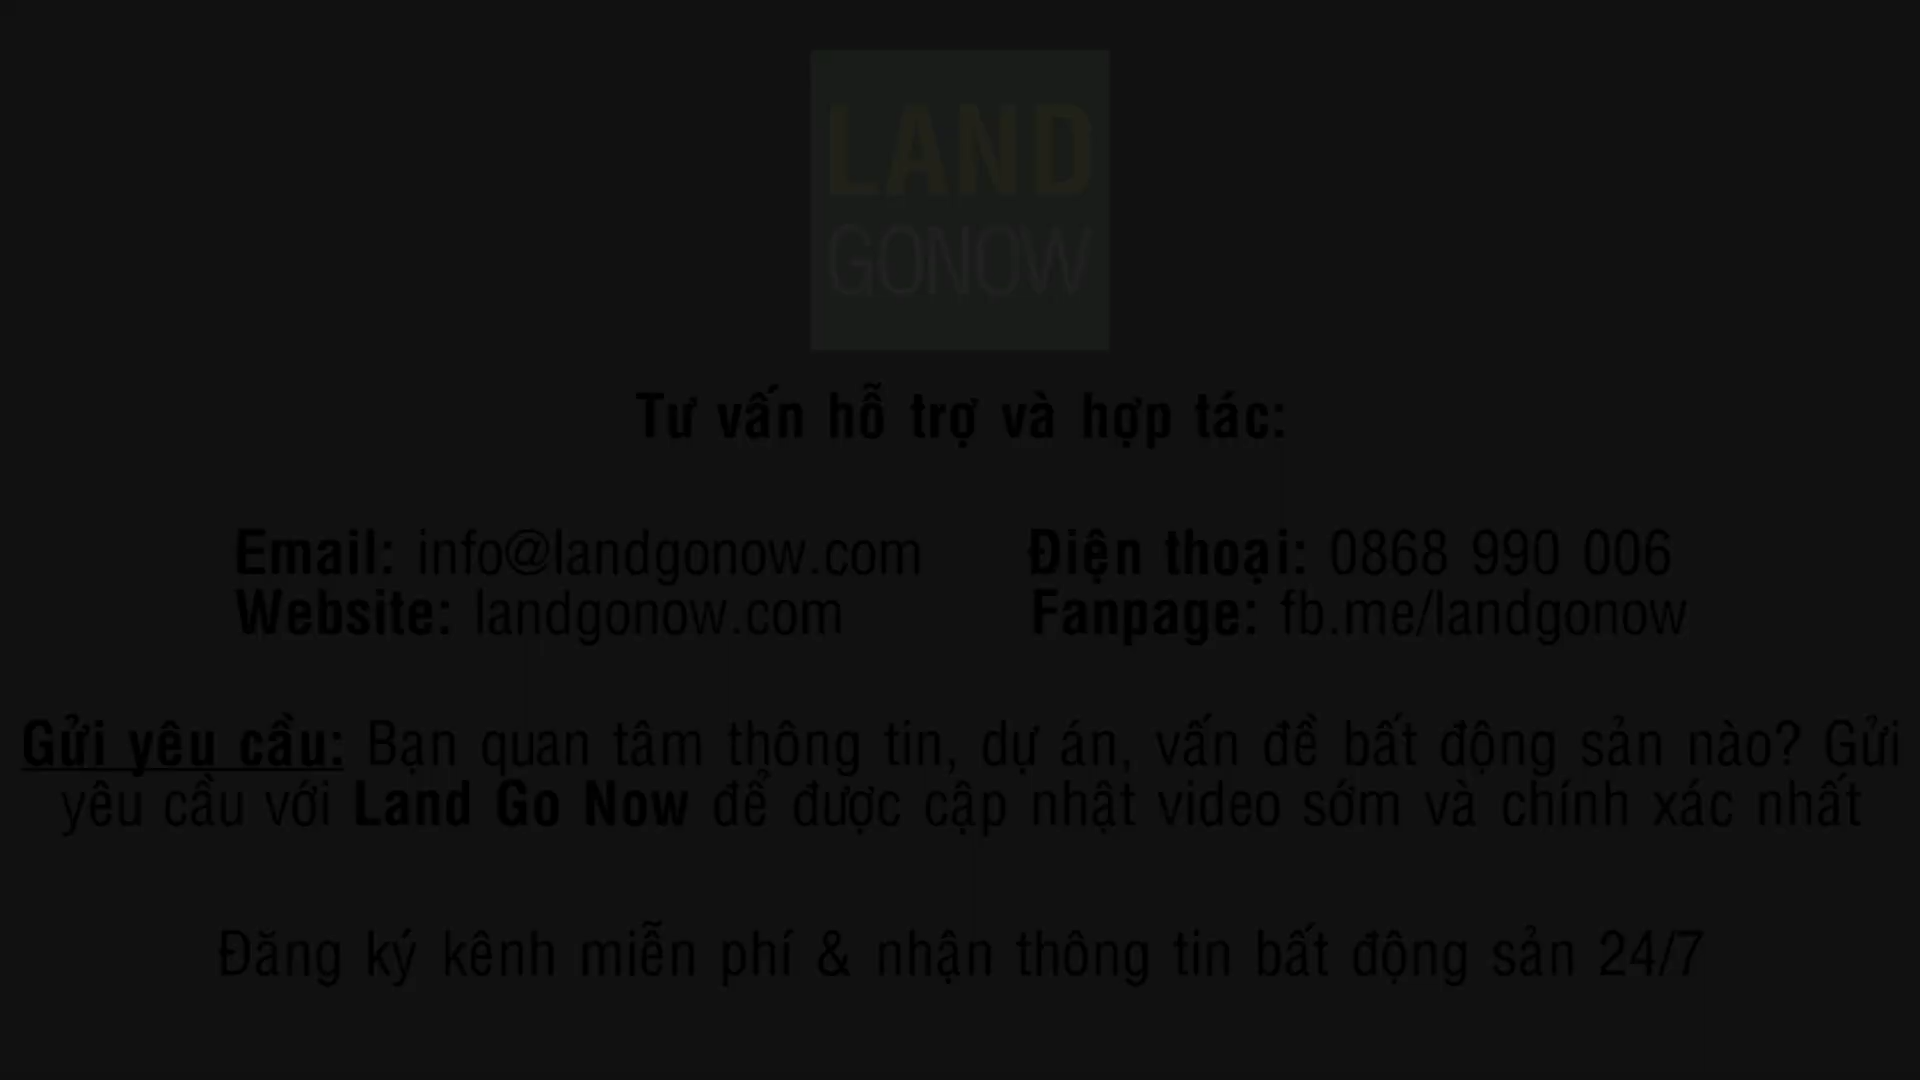 LAND
GONOW
Tư vấn hỗ trợ và hợp tác:
Email: info@landgonow.com
Điện thoại: 0868 990 006
Website: landgonow.com
Fanpage: fb.me/landgonow
Gửi yêu cầu: Bạn quan tâm thông tin, dự án, vấn đề bất động sản nào? Gửi
yêu cầu với Land Go Now để được cập nhật video sớm và chính xác nhất
Đăng ký kênh miễn phí & nhận thông tin bất động sản 24/7